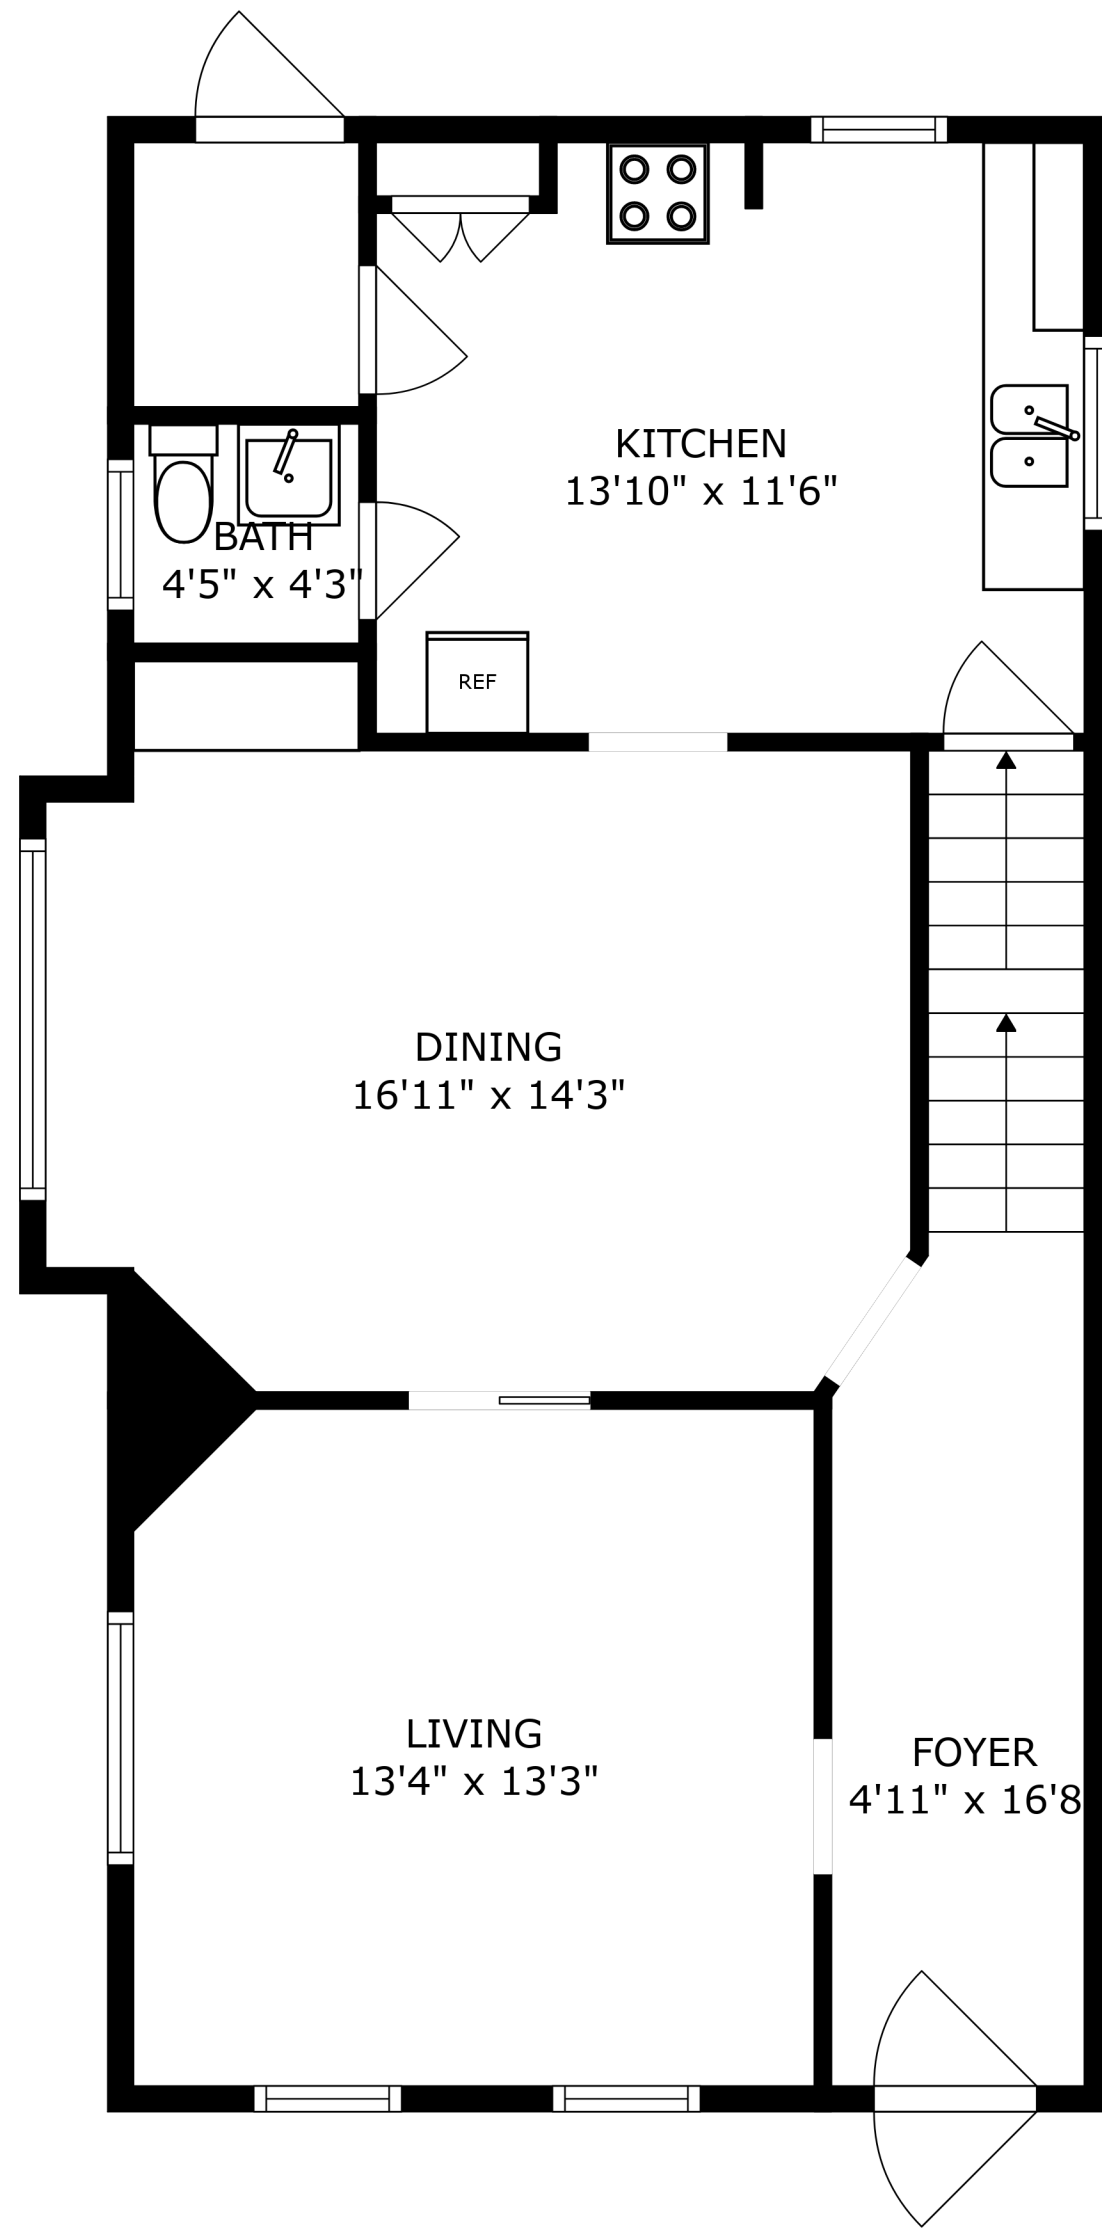 KITCHEN
13'10" x 11'6"
BATH
4'5" x 4'3"
REF
DINING
16'11" x 14'3"
LIVING
13'4" x 13'3"
FOYER
4'11" x 16'8